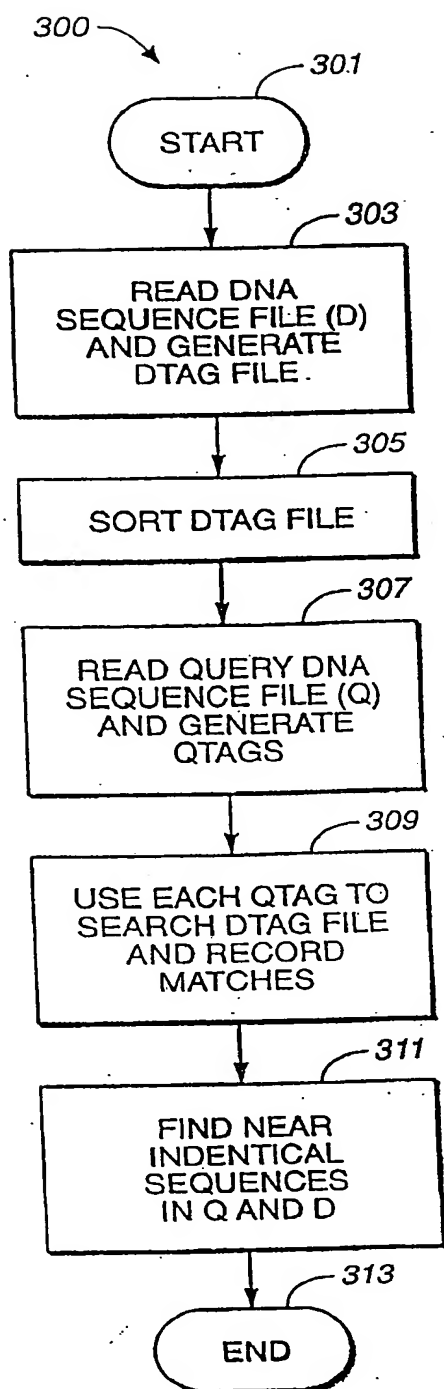 300
301
START
303
READ DNA
SEQUENCE FILE (D)
AND GENERATE
DTAG FILE.
305
SORT DTAG FILE
307
READ QUERY DNA
SEQUENCE FILE (Q)
AND GENERATE
QTAGS
309
USE EACH QTAG TO
SEARCH DTAG FILE
AND RECORD
MATCHES
311
FIND NEAR
INDENTICAL
SEQUENCES
IN Q AND D
313
END